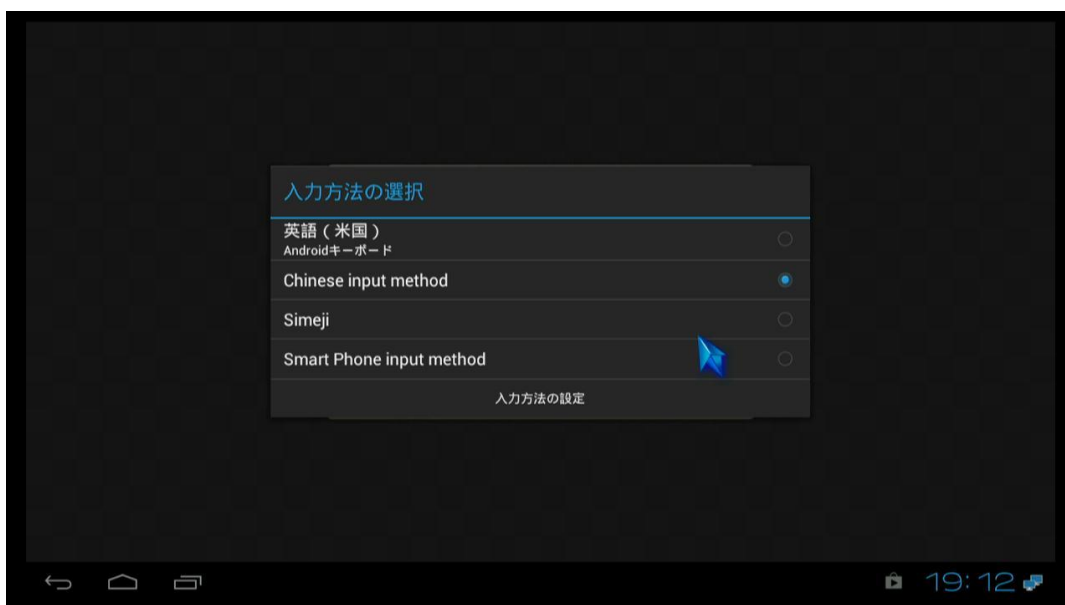 入力方法の選択
英語（米国）
Androidキーボード
Chinese input method
Simeji
Smart Phone input method
入力方法の設定
19:12